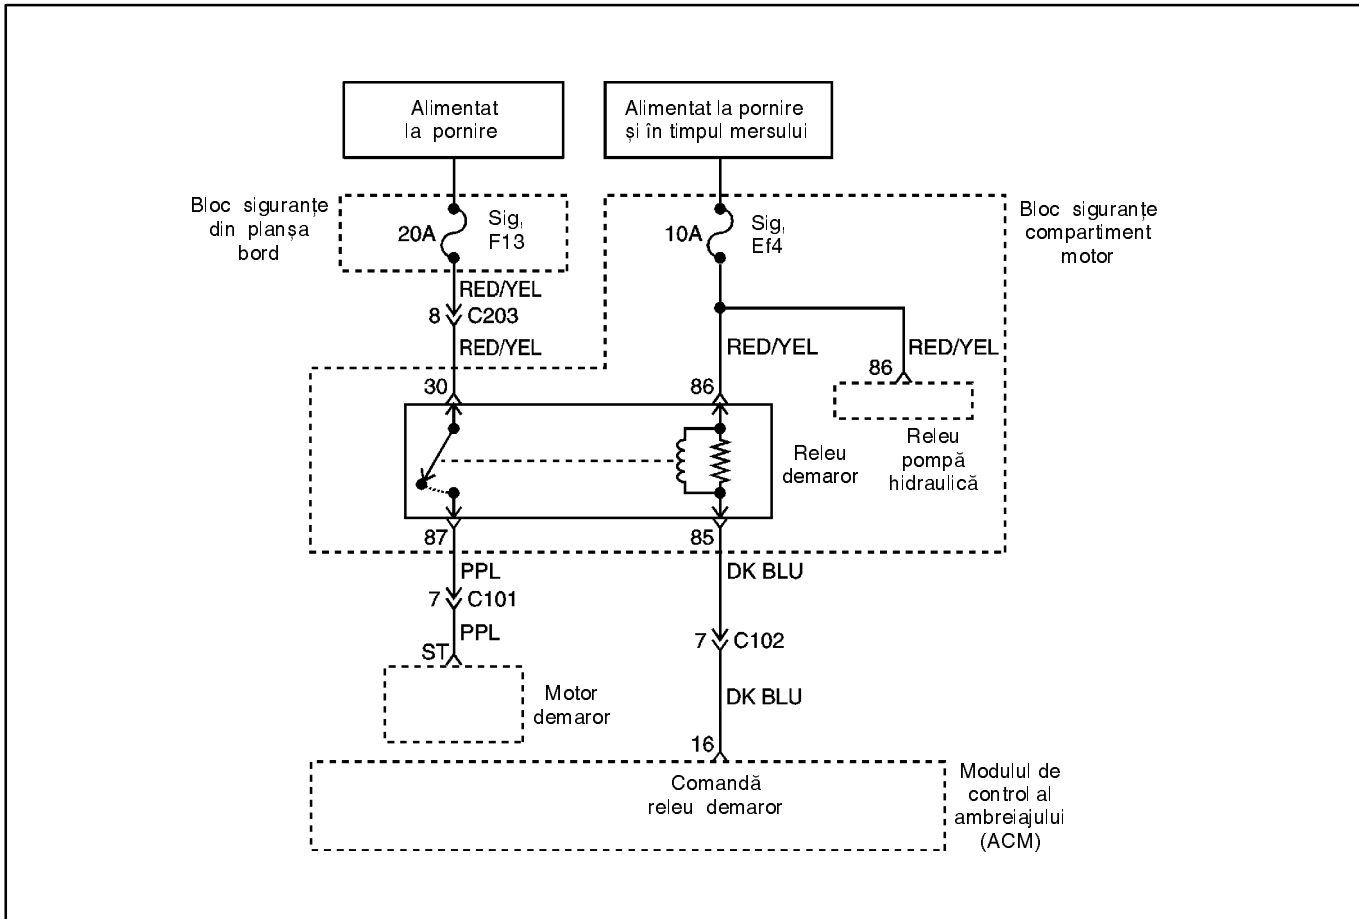 Alimentat
la pornire
Alimentat la pornire
și în timpul mersului
Bloc siguranțe
din planșa
bord
20A
Sig,
F13
10A
Sig,
Ef4
Bloc siguranțe
compartiment
motor
RED/YEL
8
C203
RED/YEL
RED/YEL
RED/YEL
30
86
86
Releu
demaror
Releu
pompă
hidraulică
87
85
PPL
DK BLU
7
C101
PPL
7
C102
ST
Motor
demaror
DK BLU
16
Comandă
releu demaror
Modulul de
control al
ambreiajului
(ACM)